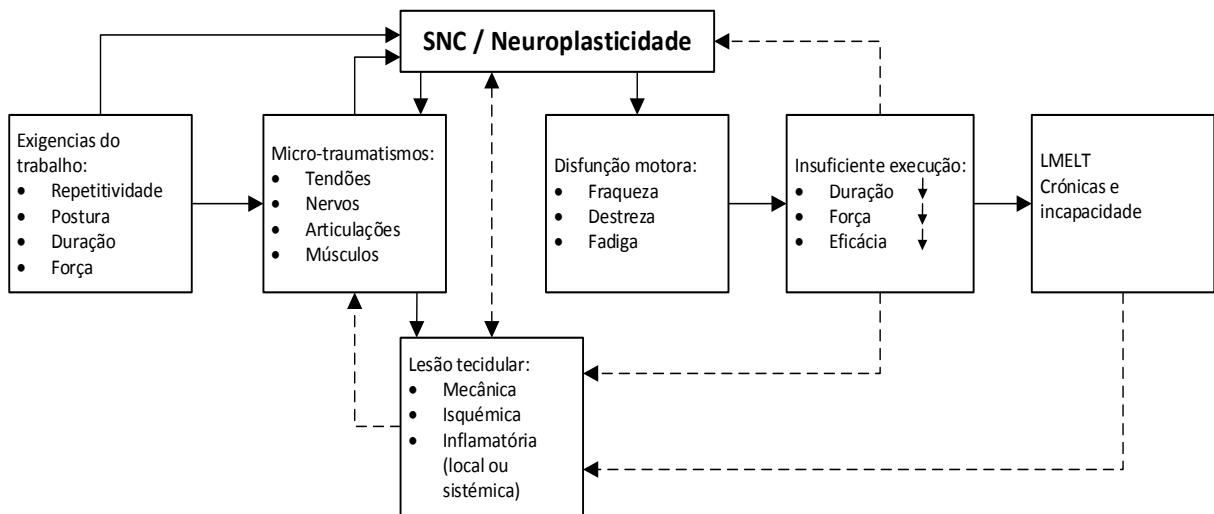 SNC / Neuroplasticidade
Exigencias do
trabalho:
• Repetitividade
• Postura
• Duração
• Força
Micro-traumatismos:
• Tendões
• Nervos
• Articulações
• Músculos
Disfunção motora:
• Fraqueza
• Destreza
• Fadiga
Insuficiente execução:
• Duração
• Força
• Eficácia
LMELT
Crónicas e
incapacidade
Lesão tecidular:
• Mecânica
• Isquémica
• Inflamatória
(local ou
sistémica)